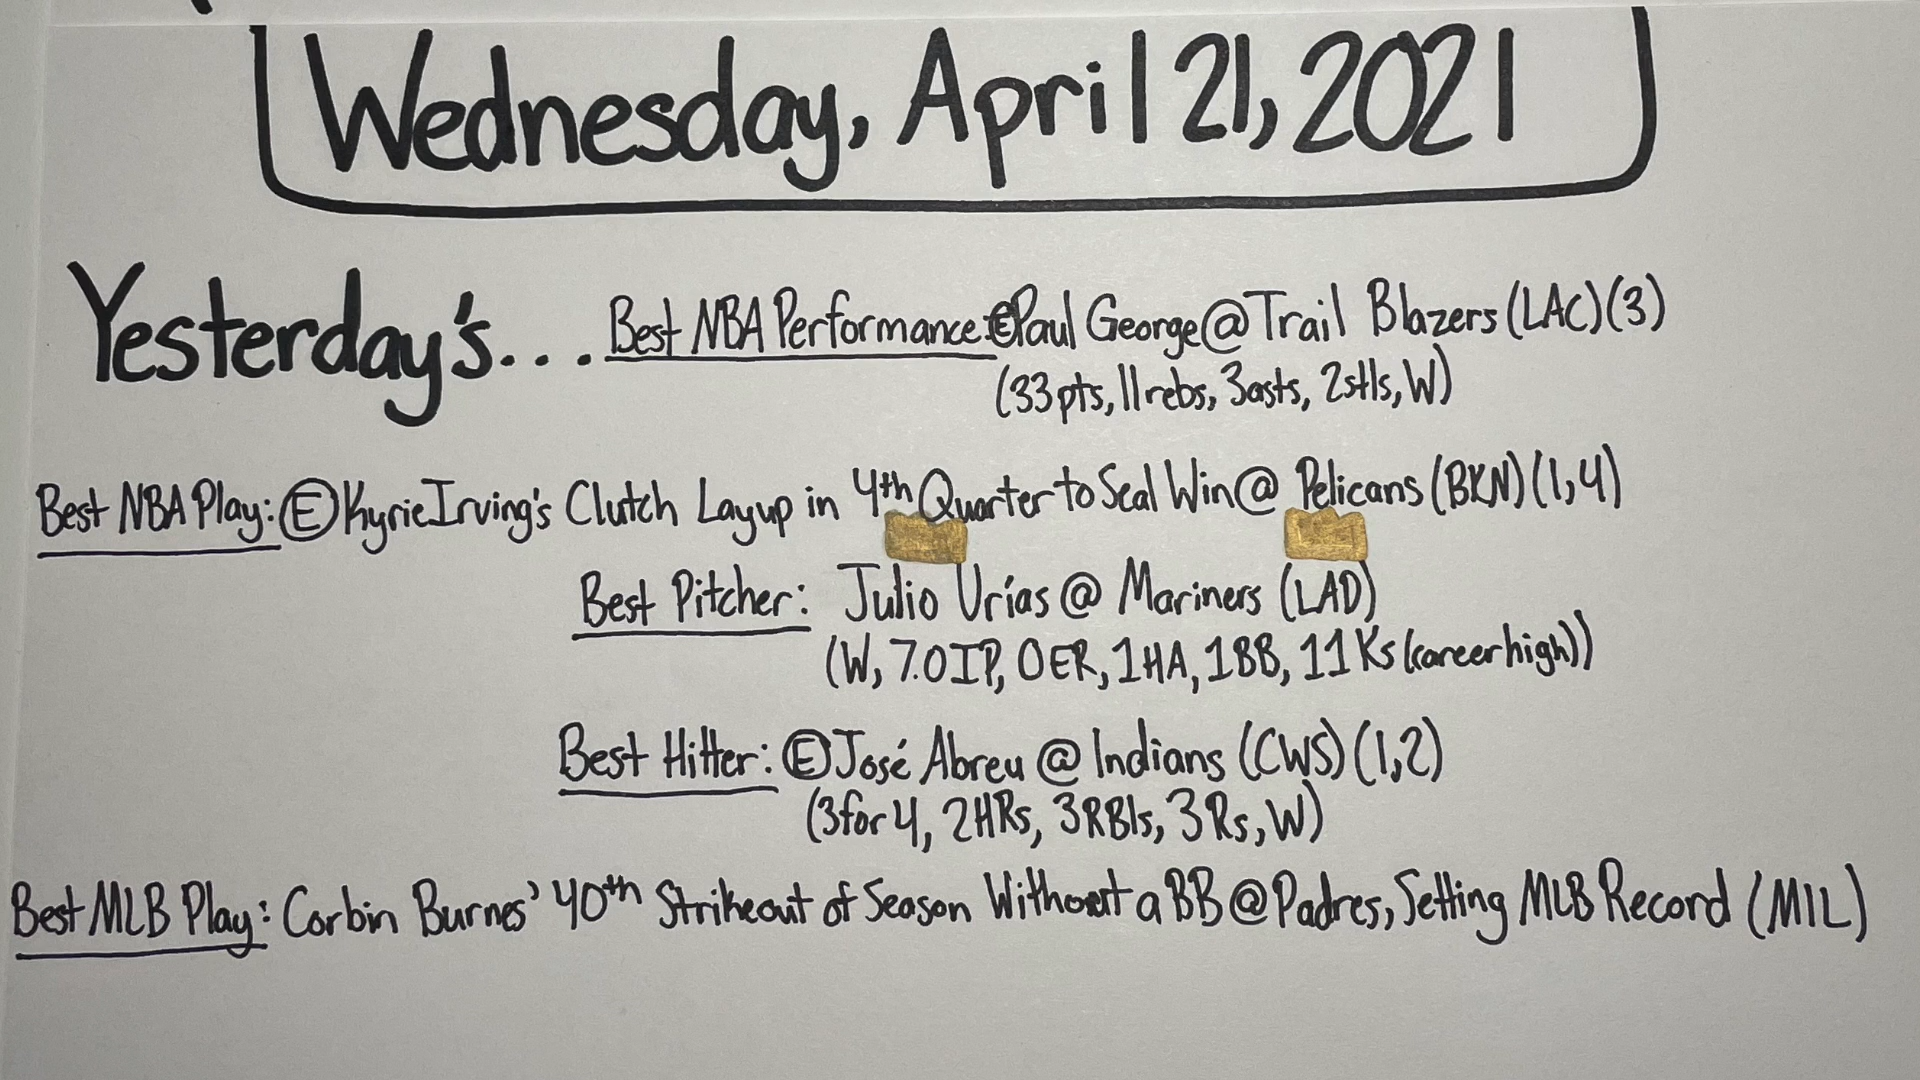 Wednesday, April 21, 2021
Yesterday's... Best NBA Performance: Ⓔ Paul George @ Trail Blazers (LAC) (3)
(33 pts, 11 rebs, 3 asts, 2 stls, W)
Best NBA Play: Ⓔ Kyrie Irving's Clutch Layup in 4th Quarter to Seal Win @ Pelicans (BKN) (1,4)
Best Pitcher: Julio Urías @ Mariners (LAD)
(W, 7.0 IP, 0 ER, 1 HA, 1 BB, 11 Ks (career high))
Best Hitter: Ⓔ José Abreu @ Indians (CWS) (1,2)
(3 for 4, 2 HRs, 3 RBIs, 3 Rs, W)
Best MLB Play: Corbin Burnes' 40th Strikeout of Season Without a BB @ Padres, Setting MLB Record (MIL)